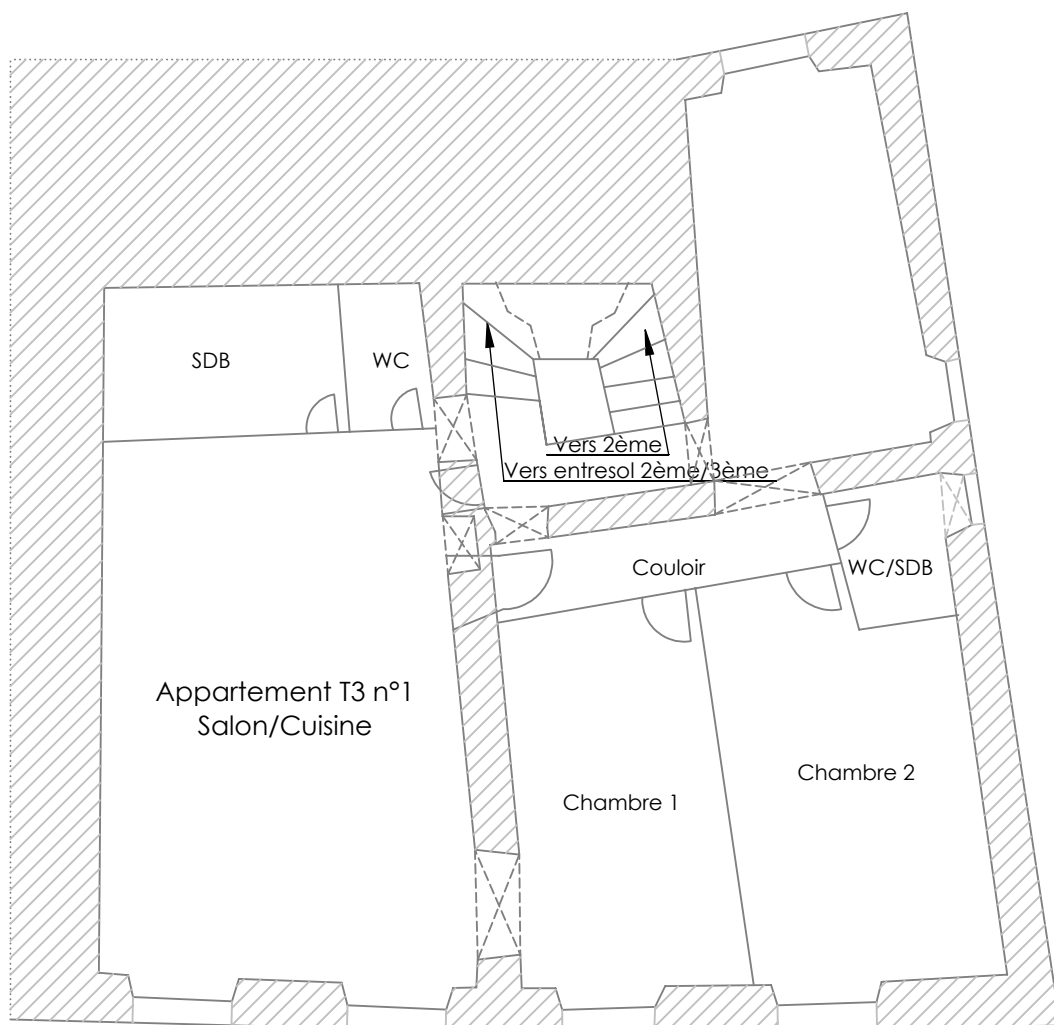 SDB
WC
Vers 2ème
Vers entresol 2ème/3ème
Couloir
WC/SDB
Appartement T3 n°1
Salon/Cuisine
Chambre 1
Chambre 2